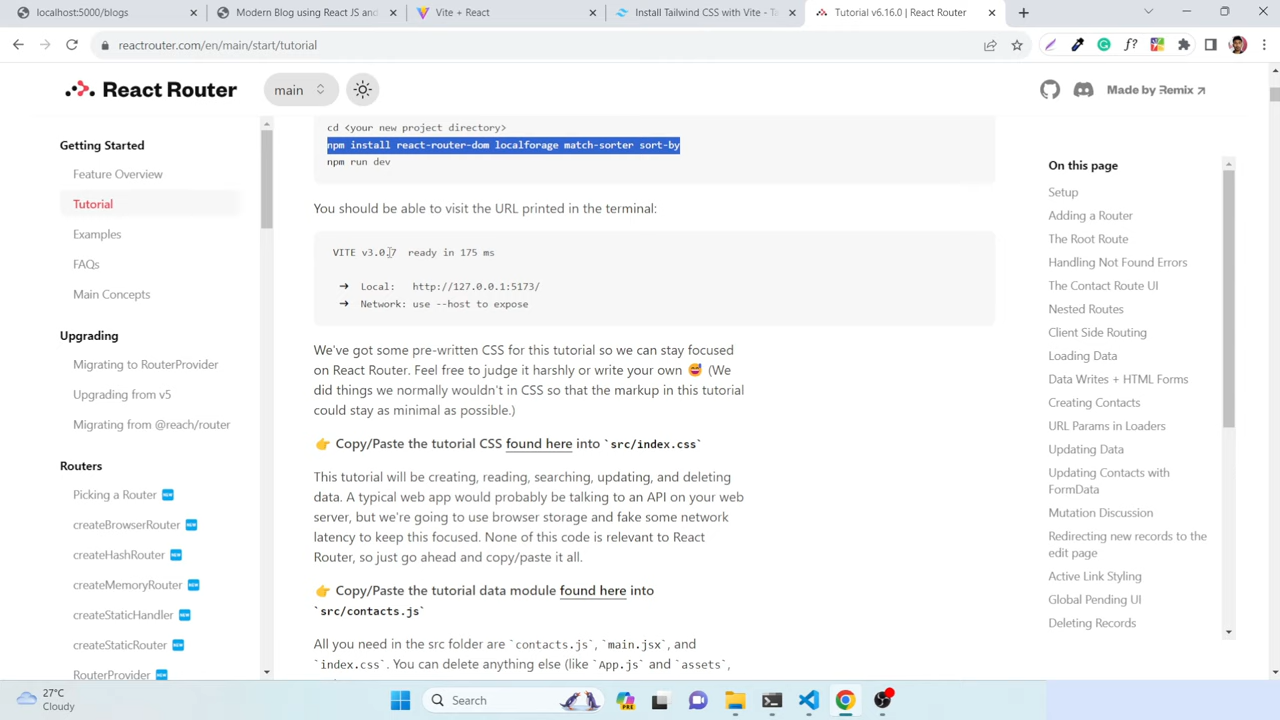 localhost:5000/blogs
Modern Blog using React JS and
Vite + React
Install Tailwind CSS with Vite - Ta
Tutorial v6.16.0 | React Router
reactrouter.com/en/main/start/tutorial
React Router
main
Made by Remix ↗
Getting Started
Feature Overview
Tutorial
Examples
FAQs
Main Concepts
Upgrading
Migrating to RouterProvider
Upgrading from v5
Migrating from @reach/router
Routers
Picking a Router NEW
createBrowserRouter NEW
createHashRouter NEW
createMemoryRouter NEW
createStaticHandler NEW
createStaticRouter NEW
RouterProvider NEW
cd <your new project directory>
npm install react-router-dom localforage match-sorter sort-by
npm run dev
You should be able to visit the URL printed in the terminal:
VITE v3.0.7 ready in 175 ms
➜ Local: http://127.0.0.1:5173/
➜ Network: use --host to expose
We've got some pre-written CSS for this tutorial so we can stay focused
on React Router. Feel free to judge it harshly or write your own 😅 (We
did things we normally wouldn't in CSS so that the markup in this tutorial
could stay as minimal as possible.)
👉 Copy/Paste the tutorial CSS found here into `src/index.css`
This tutorial will be creating, reading, searching, updating, and deleting
data. A typical web app would probably be talking to an API on your web
server, but we're going to use browser storage and fake some network
latency to keep this focused. None of this code is relevant to React
Router, so just go ahead and copy/paste it all.
👉 Copy/Paste the tutorial data module found here into
`src/contacts.js`
All you need in the src folder are `contacts.js`, `main.jsx`, and
`index.css`. You can delete anything else (like `App.js` and `assets`,
On this page
Setup
Adding a Router
The Root Route
Handling Not Found Errors
The Contact Route UI
Nested Routes
Client Side Routing
Loading Data
Data Writes + HTML Forms
Creating Contacts
URL Params in Loaders
Updating Data
Updating Contacts with
FormData
Mutation Discussion
Redirecting new records to the
edit page
Active Link Styling
Global Pending UI
Deleting Records
27°C
Cloudy
Search
PRE